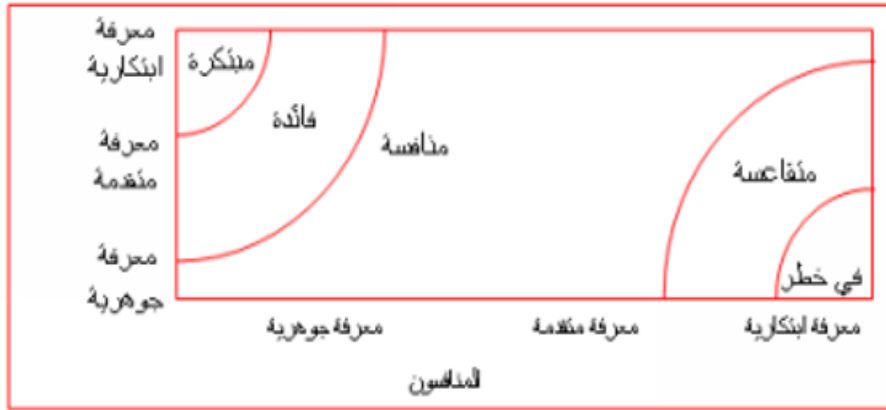 معرفة
ابتكارية
مبتكرة
فائدة
معرفة
متقدمة
منافسة
متقاعسة
معرفة
جوهرية
في خطر
معرفة جوهرية
معرفة متقدمة
معرفة ابتكارية
المنافسون